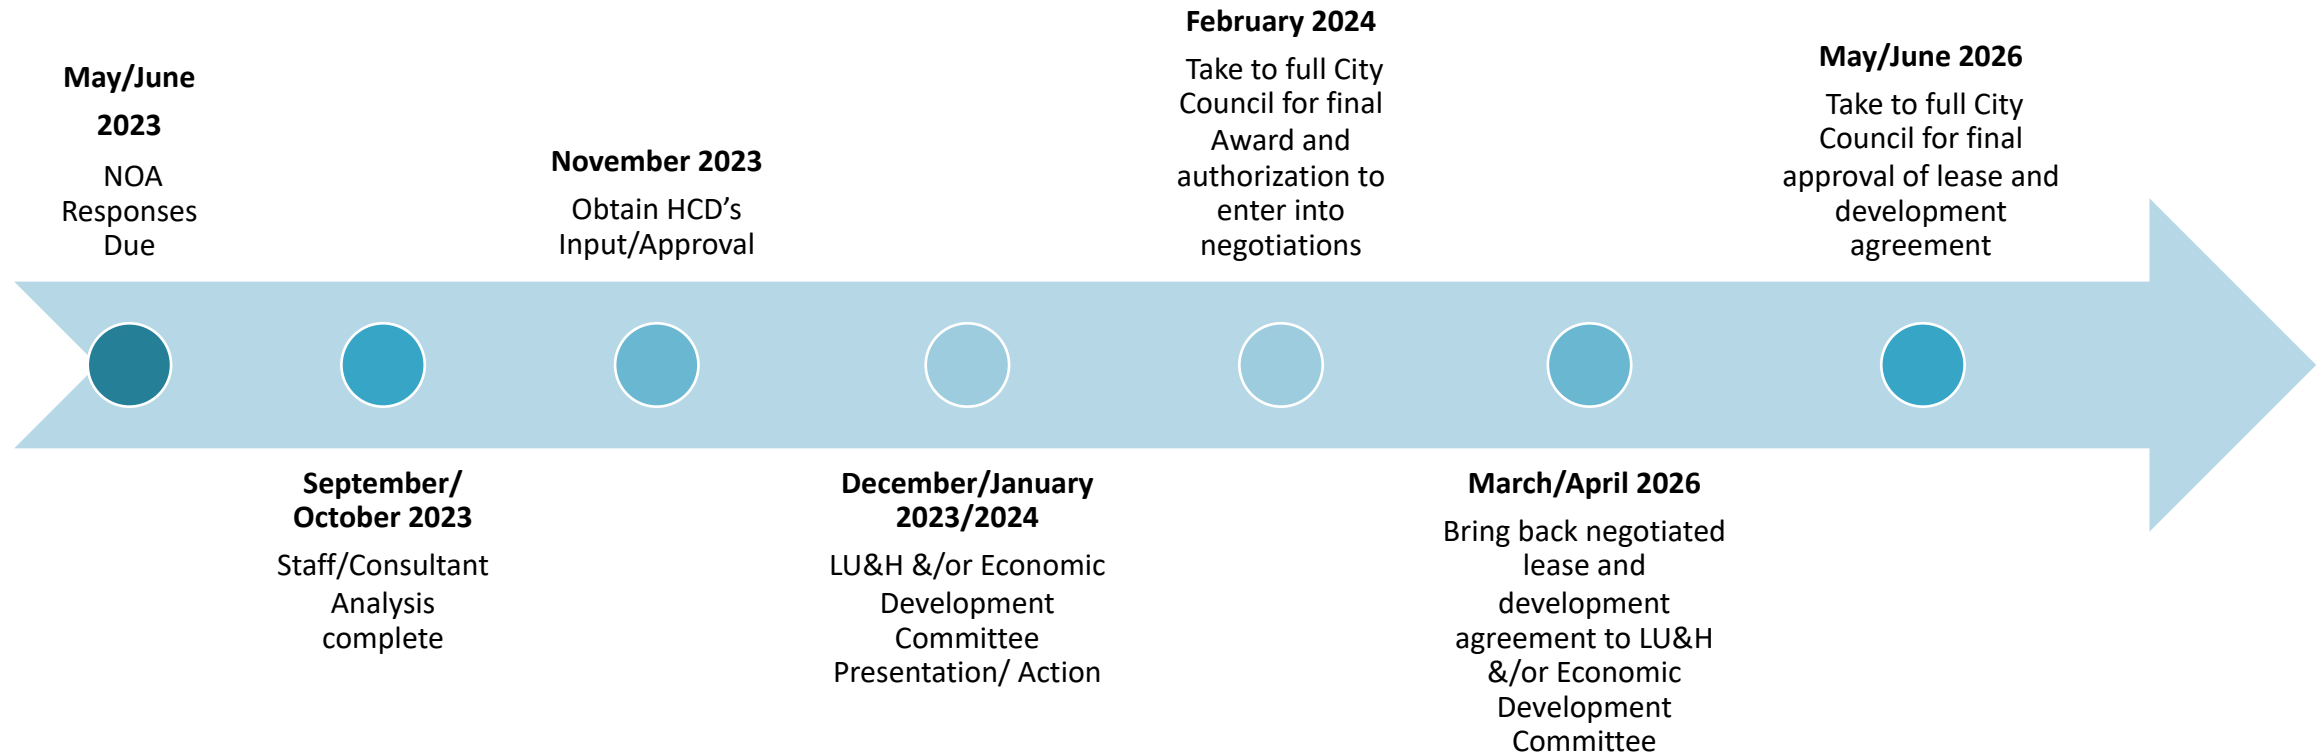 May/June
2023
NOA
Responses
Due
September/
October 2023
Staff/Consultant
Analysis
complete
November 2023
Obtain HCD’s
Input/Approval
December/January
2023/2024
LU&H &/or Economic
Development
Committee
Presentation/ Action
February 2024
Take to full City
Council for final
Award and
authorization to
enter into
negotiations
March/April 2026
Bring back negotiated
lease and
development
agreement to LU&H
&/or Economic
Development
Committee
May/June 2026
Take to full City
Council for final
approval of lease and
development
agreement